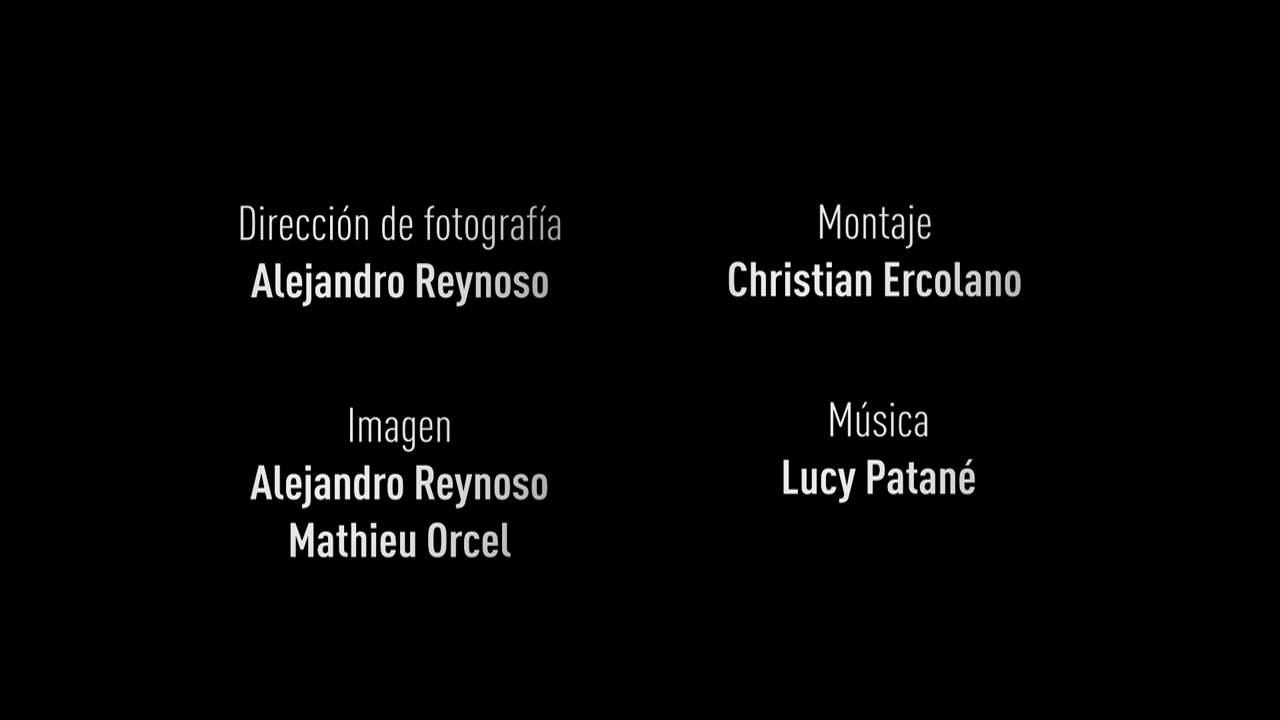 Dirección de fotografía
Alejandro Reynoso
Imagen
Alejandro Reynoso
Mathieu Orcel
Montaje
Christian Ercolano
Música
Lucy Patané